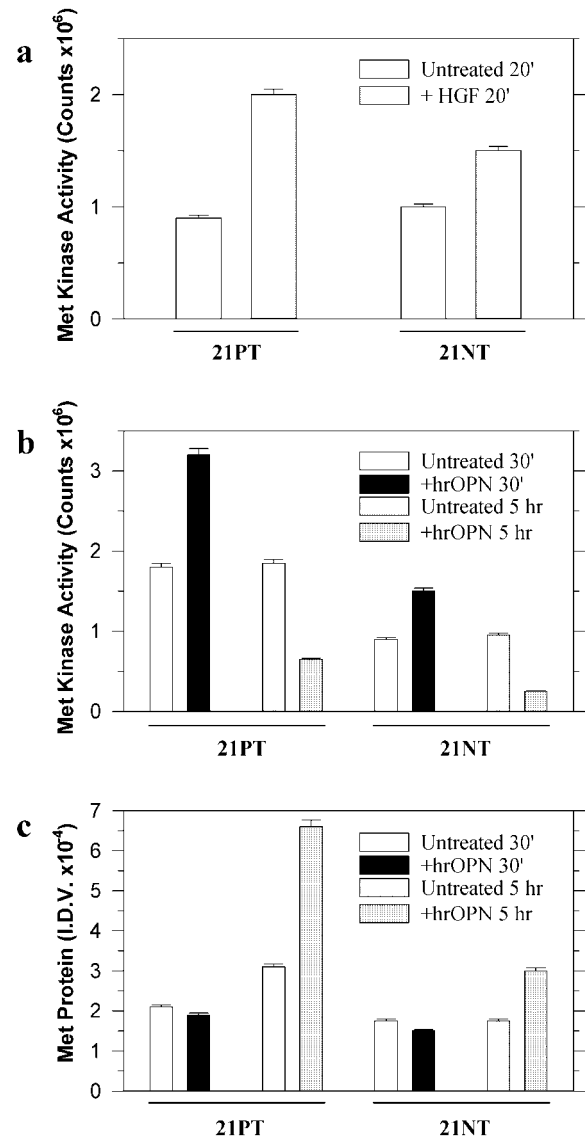 a
Met Kinase Activity (Counts x10⁶)
2
1
0
Untreated 20'
+ HGF 20'
21PT
21NT
b
Met Kinase Activity (Counts x10⁶)
3
2
1
0
Untreated 30'
+hrOPN 30'
Untreated 5 hr
+hrOPN 5 hr
21PT
21NT
c
Met Protein (I.D.V. x10⁻⁴)
7
6
5
4
3
2
1
0
Untreated 30'
+hrOPN 30'
Untreated 5 hr
+hrOPN 5 hr
21PT
21NT